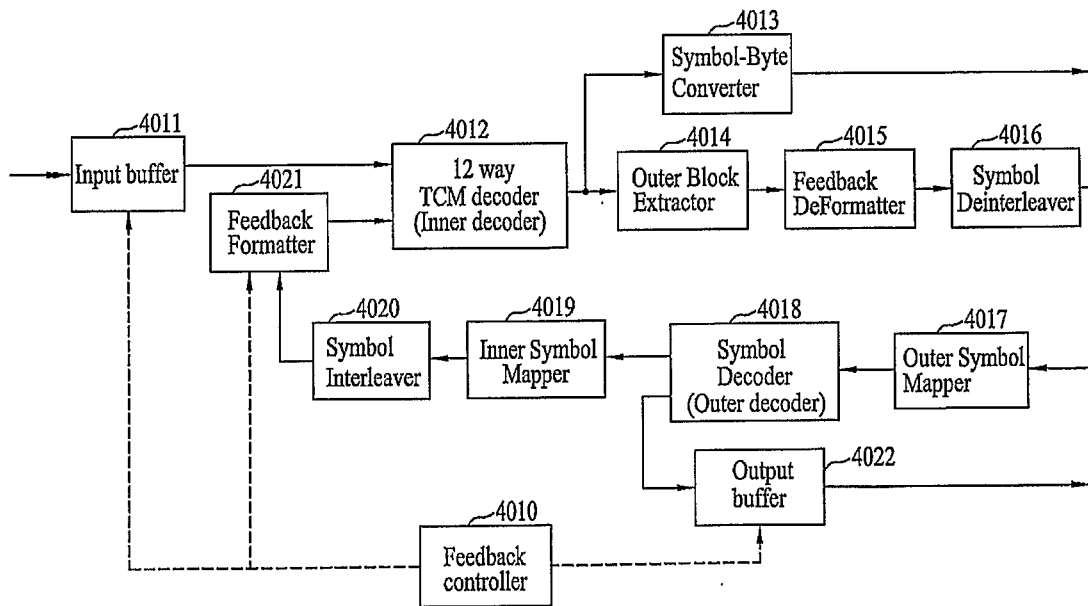 4013
Symbol-Byte
Converter
4011
Input buffer
4012
12 way
TCM decoder
(Inner decoder)
4014
Outer Block
Extractor
4015
Feedback
DeFormatter
4016
Symbol
Deinterleaver
4021
Feedback
Formatter
4020
Symbol
Interleaver
4019
Inner Symbol
Mapper
4018
Symbol
Decoder
(Outer decoder)
4017
Outer Symbol
Mapper
4022
Output
buffer
4010
Feedback
controller